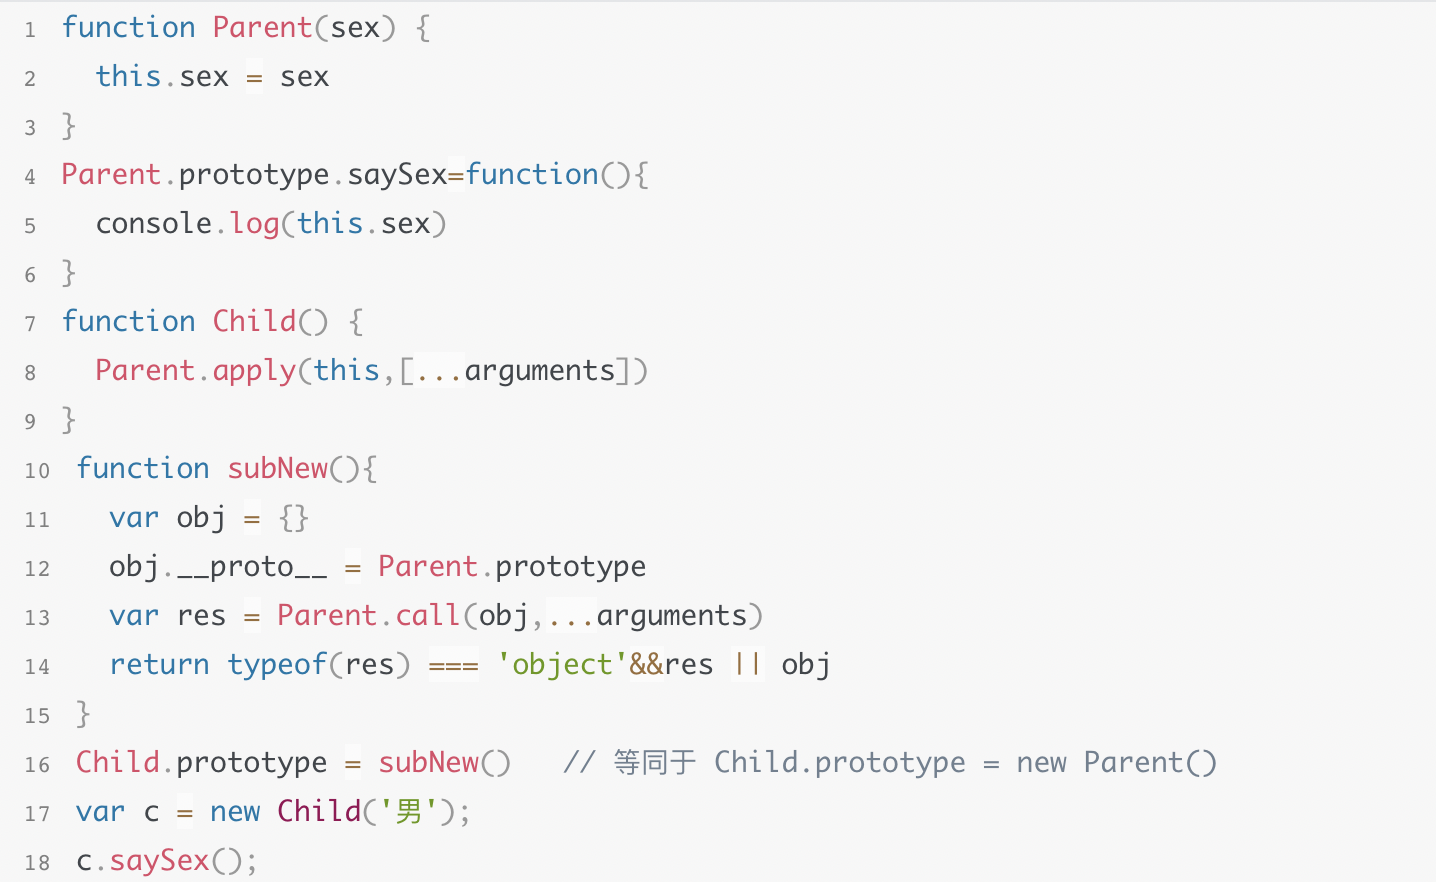 1 function Parent(sex) {
2   this.sex = sex
3 }
4 Parent.prototype.saySex=function(){
5   console.log(this.sex)
6 }
7 function Child() {
8   Parent.apply(this,[...arguments])
9 }
10  function subNew(){
11    var obj = {}
12    obj.__proto__ = Parent.prototype
13    var res = Parent.call(obj,...arguments)
14    return typeof(res) === 'object'&&res || obj
15  }
16  Child.prototype = subNew()   // 等同于 Child.prototype = new Parent()
17  var c = new Child('男');
18  c.saySex();